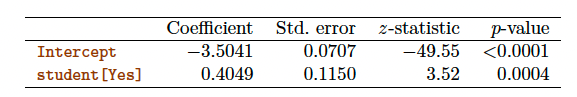 Coefficient Std. error z-statistic p-value
Intercept −3.5041 0.0707 −49.55 <0.0001
student[Yes] 0.4049 0.1150 3.52 0.0004